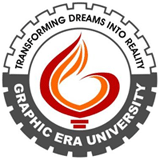 TRANSFORMING DREAMS INTO REALITY
GRAPHIC ERA UNIVERSITY